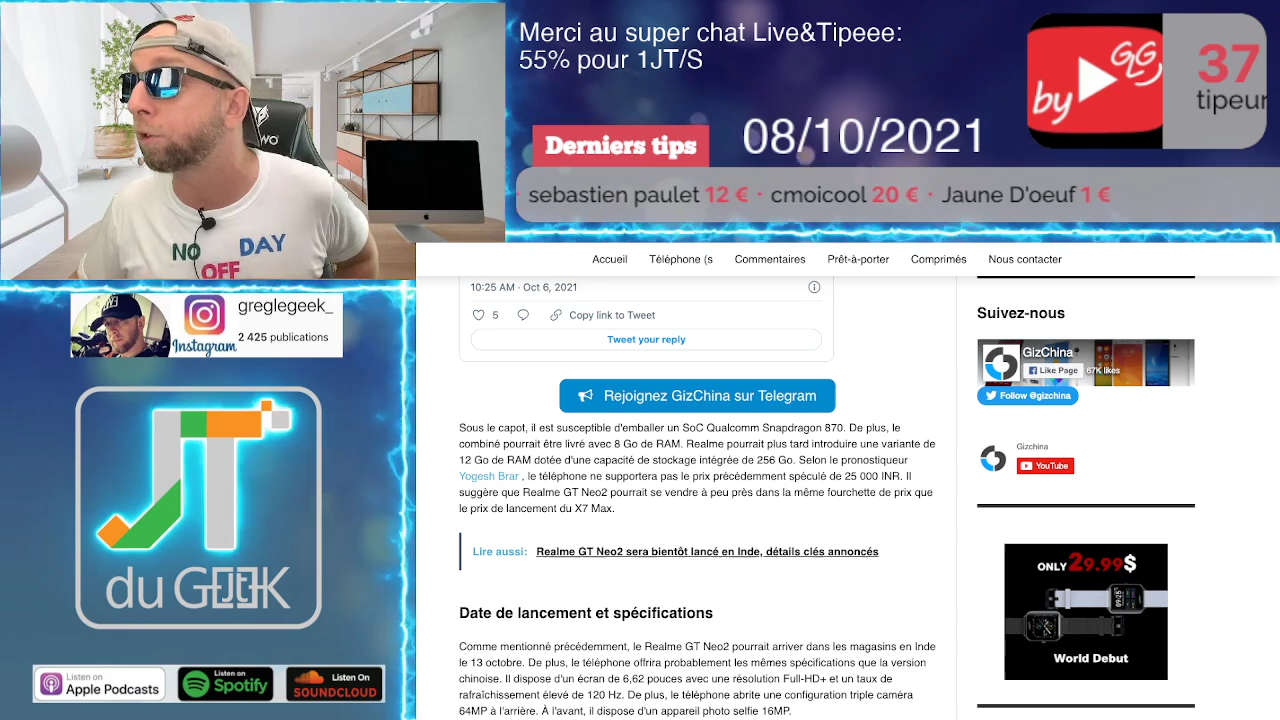 Merci au super chat Live&Tipeee:
55% pour 1JT/S
by GLG
37
tipeur
Derniers tips
08/10/2021
sebastien paulet 12 € · cmoicool 20 € · Jaune D'oeuf 1 €
NO DAY
OFF
Accueil Téléphone (s Commentaires Prêt-à-porter Comprimés Nous contacter
greglegeek_
2 425 publications
Instagram
JT
du GEEK
Listen on
Apple Podcasts
Listen on
Spotify
Listen On
SOUNDCLOUD
10:25 AM · Oct 6, 2021
5 Copy link to Tweet
Tweet your reply
Rejoignez GizChina sur Telegram
Sous le capot, il est susceptible d'emballer un SoC Qualcomm Snapdragon 870. De plus, le
combiné pourrait être livré avec 8 Go de RAM. Realme pourrait plus tard introduire une variante de
12 Go de RAM dotée d'une capacité de stockage intégrée de 256 Go. Selon le pronostiqueur
Yogesh Brar , le téléphone ne supportera pas le prix précédemment spéculé de 25 000 INR. Il
suggère que Realme GT Neo2 pourrait se vendre à peu près dans la même fourchette de prix que
le prix de lancement du X7 Max.
Lire aussi: Realme GT Neo2 sera bientôt lancé en Inde, détails clés annoncés
Date de lancement et spécifications
Comme mentionné précédemment, le Realme GT Neo2 pourrait arriver dans les magasins en Inde
le 13 octobre. De plus, le téléphone offrira probablement les mêmes spécifications que la version
chinoise. Il dispose d'un écran de 6,62 pouces avec une résolution Full-HD+ et un taux de
rafraîchissement élevé de 120 Hz. De plus, le téléphone abrite une configuration triple caméra
64MP à l'arrière. À l'avant, il dispose d'un appareil photo selfie 16MP.
Suivez-nous
GizChina
Like Page 67K likes
Follow @gizchina
Gizchina
YouTube
ONLY 29.99$
09:25
World Debut